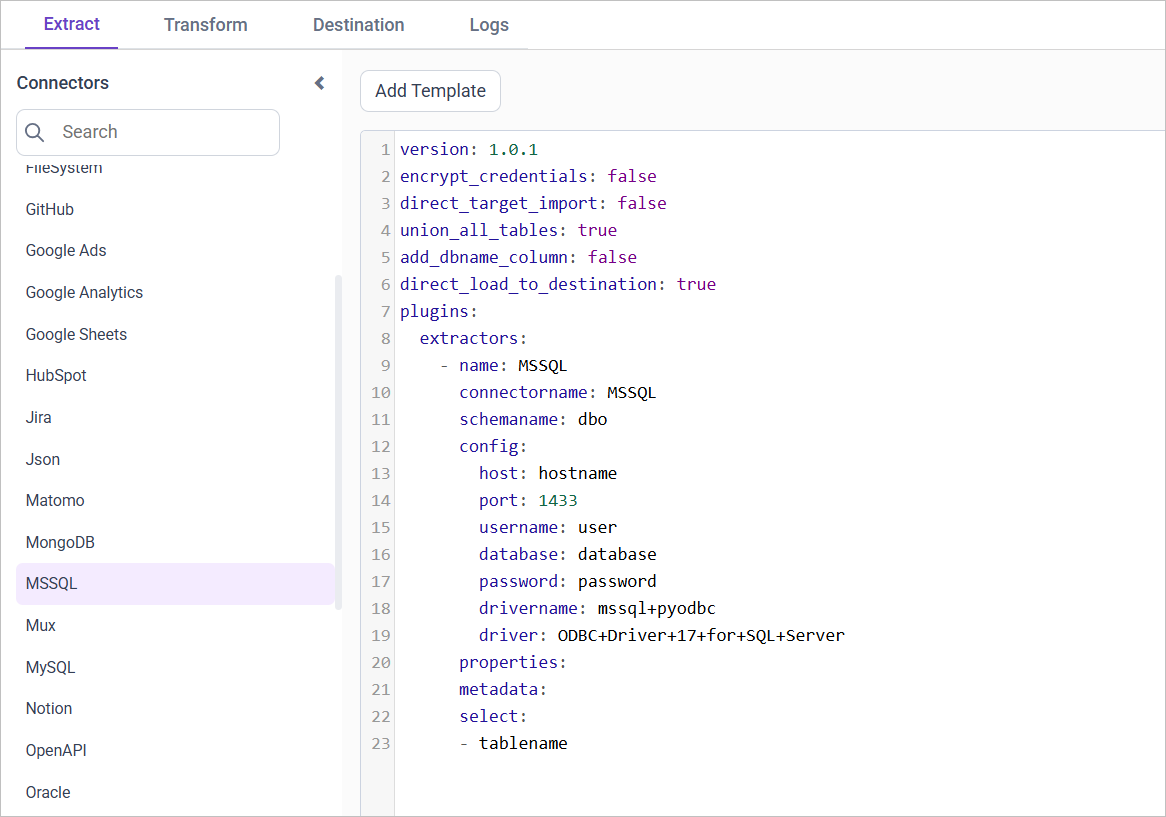 Extract
Transform
Destination
Logs
Connectors
Search
FileSystem
GitHub
Google Ads
Google Analytics
Google Sheets
HubSpot
Jira
Json
Matomo
MongoDB
MSSQL
Mux
MySQL
Notion
OpenAPI
Oracle
Add Template
1 version: 1.0.1
2 encrypt_credentials: false
3 direct_target_import: false
4 union_all_tables: true
5 add_dbname_column: false
6 direct_load_to_destination: true
7 plugins:
8   extractors:
9     - name: MSSQL
10       connectorname: MSSQL
11       schemaname: dbo
12       config:
13         host: hostname
14         port: 1433
15         username: user
16         database: database
17         password: password
18         drivername: mssql+pyodbc
19         driver: ODBC+Driver+17+for+SQL+Server
20       properties:
21       metadata:
22       select:
23       - tablename